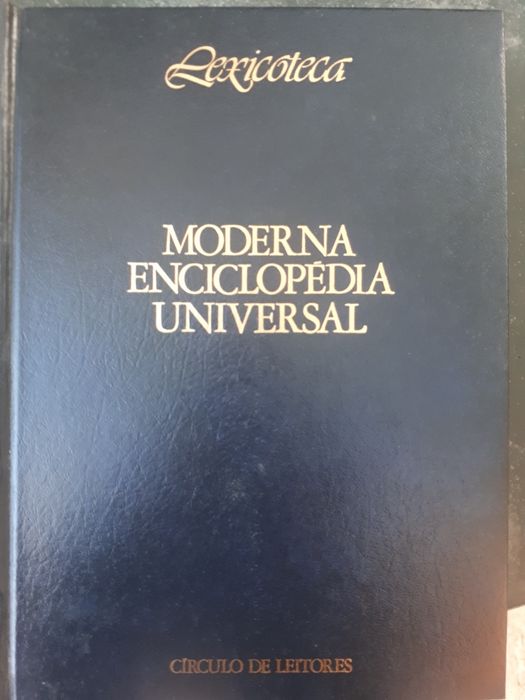 Lexicoteca
MODERNA
ENCICLOPÉDIA
UNIVERSAL
CÍRCULO DE LEITORES